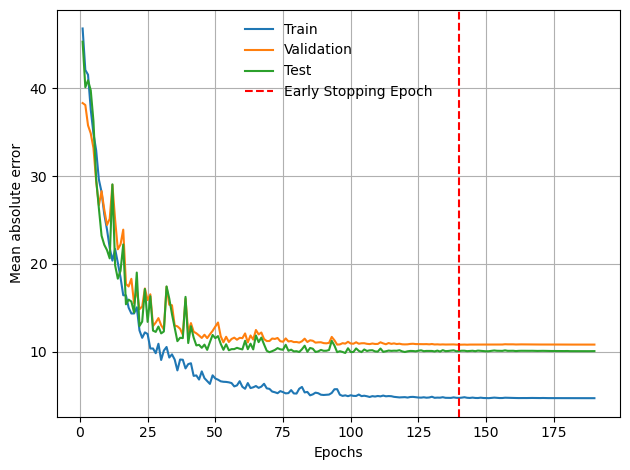 Train
Validation
Test
Early Stopping Epoch
Mean absolute error
40
30
20
10
0 25 50 75 100 125 150 175
Epochs